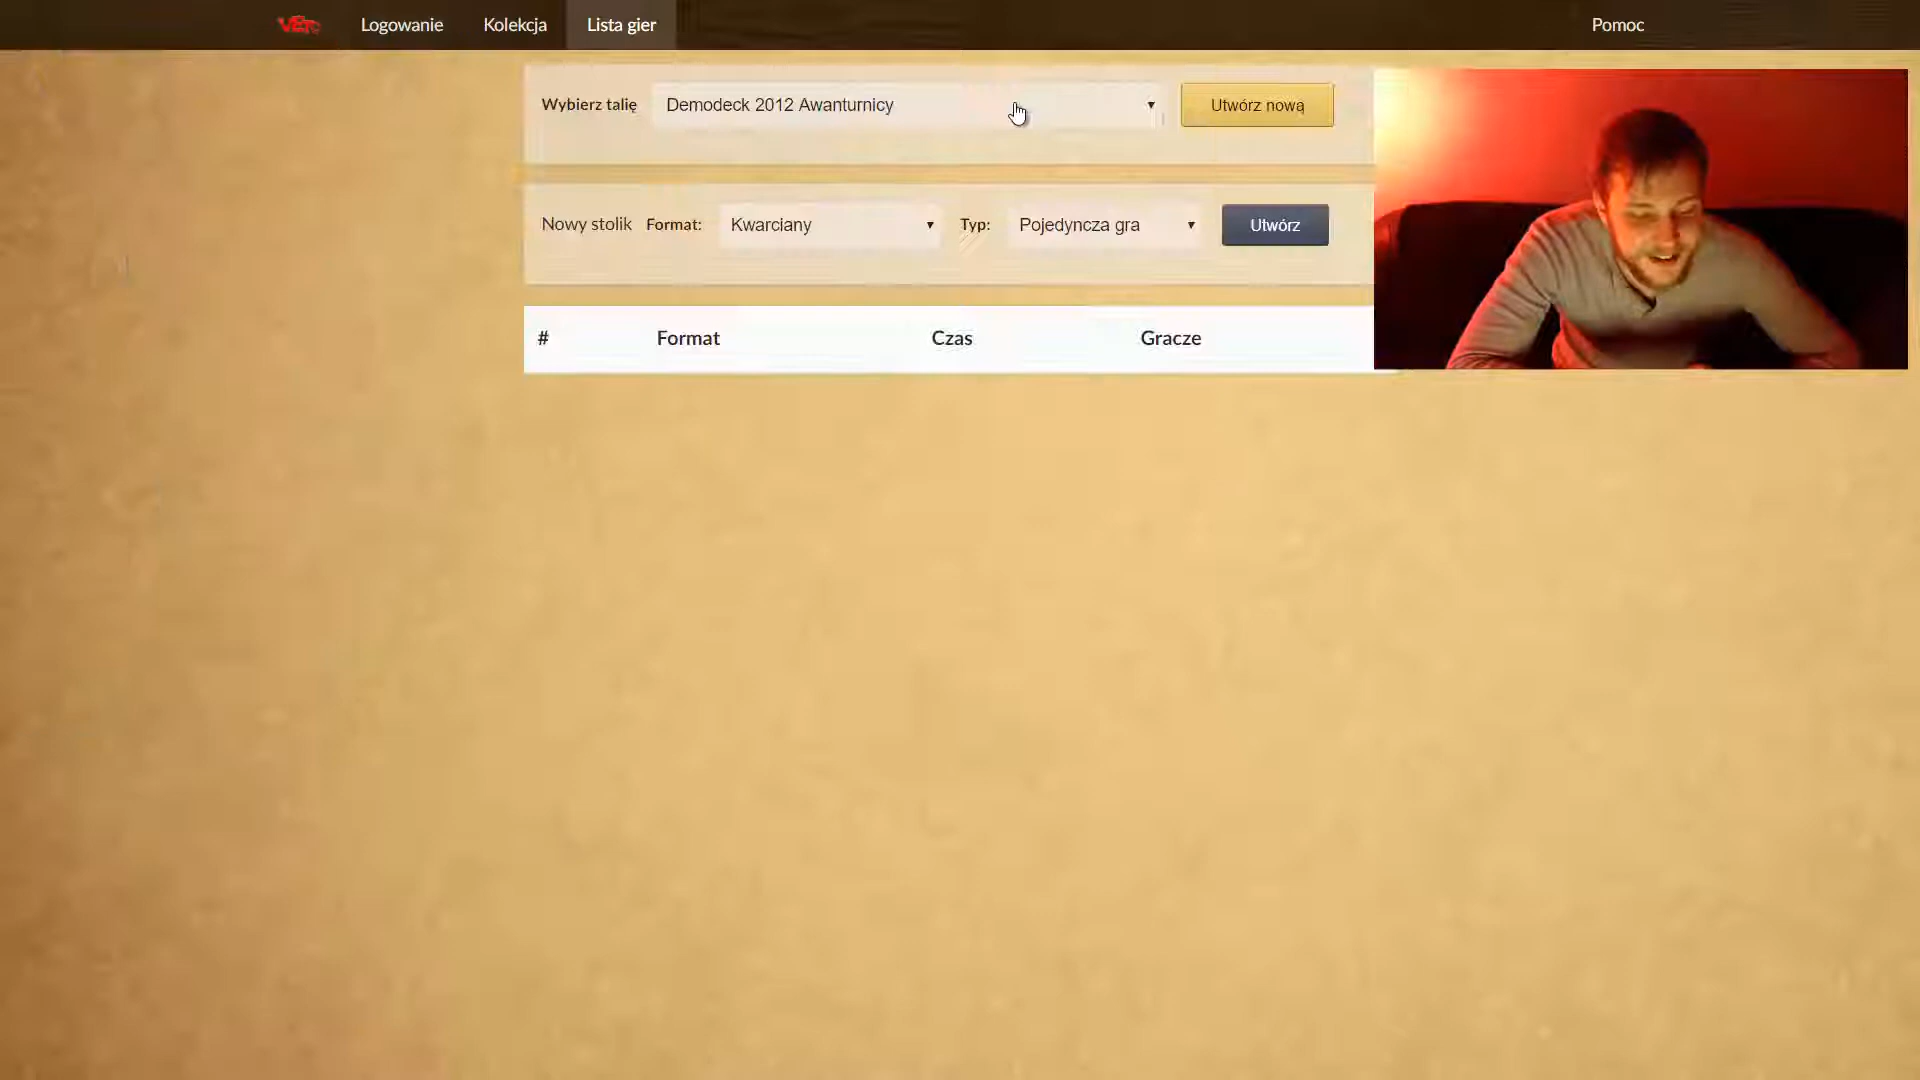 Logowanie Kolekcja Lista gier Pomoc
Wybierz talię Demodeck 2012 Awanturnicy Utwórz nową
Nowy stolik Format: Kwarciany Typ: Pojedyncza gra Utwórz
# Format Czas Gracze